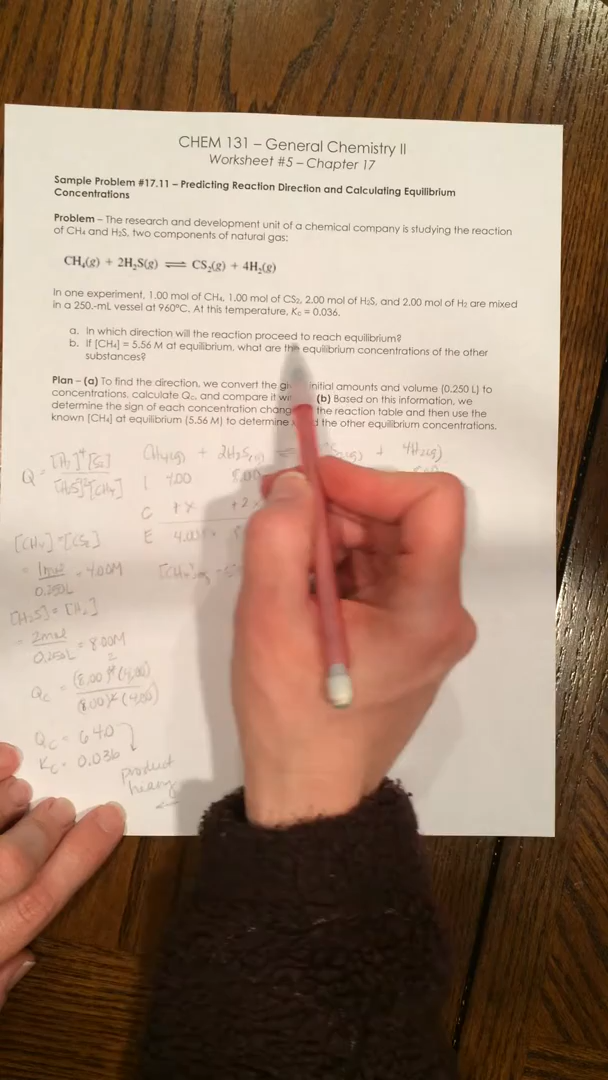 CHEM 131 – General Chemistry II
Worksheet #5 – Chapter 17
Sample Problem #17.11 – Predicting Reaction Direction and Calculating Equilibrium
Concentrations
Problem – The research and development unit of a chemical company is studying the reaction
of CH₄ and H₂S, two components of natural gas:
CH₄(g) + 2H₂S(g) ⇌ CS₂(g) + 4H₂(g)
In one experiment, 1.00 mol of CH₄, 1.00 mol of CS₂, 2.00 mol of H₂S, and 2.00 mol of H₂ are mixed
in a 250.-mL vessel at 960°C. At this temperature, Kc = 0.036.
a. In which direction will the reaction proceed to reach equilibrium?
b. If [CH₄] = 5.56 M at equilibrium, what are the equilibrium concentrations of the other
substances?
Plan – (a) To find the direction, we convert the initial amounts and volume (0.250 L) to
concentrations, calculate Qc, and compare it (b) Based on this information, we
determine the sign of each concentration the reaction table and then use the
known [CH₄] at equilibrium (5.56 M) to determine the other equilibrium concentrations.
Q = [H₂]⁴[CS₂] CH₄(g) + 2H₂S(g) + 4H₂(g)
[H₂S]²[CH₄] I 4.00 8.00
C +x +2
[CH₄] = [CS₂] E 4.00+
= 1mol = 4.00M
0.250L
[H₂S] = [H₂]
= 2mol = 8.00M
0.250L
Qc = (8.00)⁴(4.00)
(8.00)²(4.00)
Qc = 64.0
Kc = 0.036
product
heavy
←